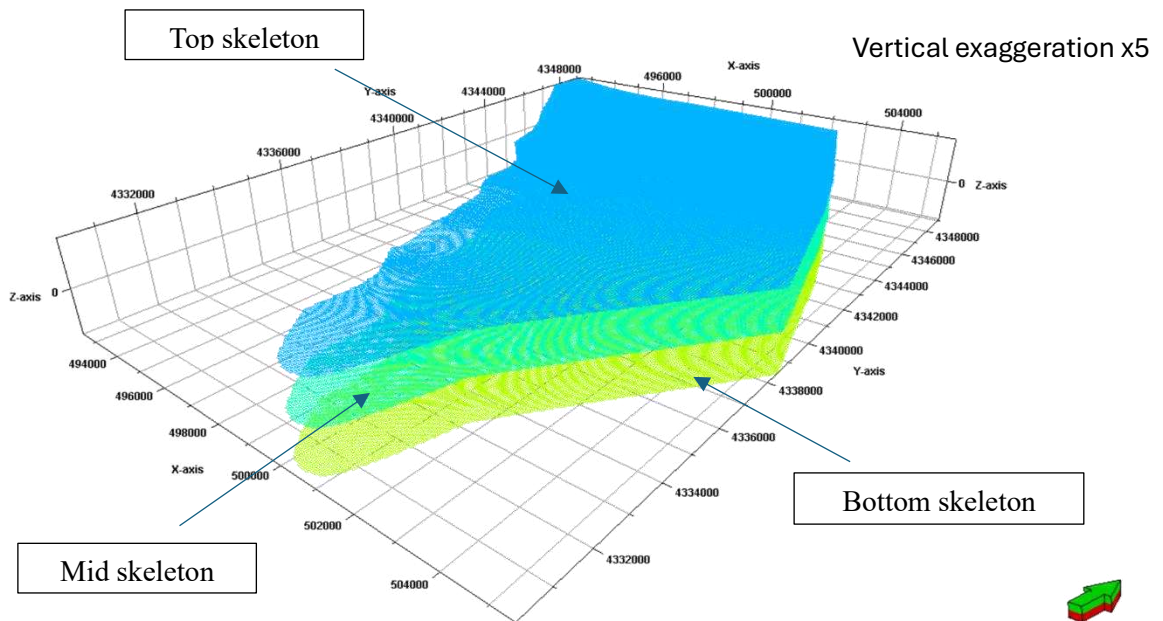 Top skeleton
Vertical exaggeration x5
X-axis
4348000
496000
Y-axis
4344000
500000
4340000
504000
4336000
0 Z-axis
4332000
4348000
4346000
Z-axis 0
4344000
4342000
494000
4340000
Y-axis
496000
4338000
498000
4336000
X-axis
500000
4334000
Bottom skeleton
502000
4332000
Mid skeleton
504000